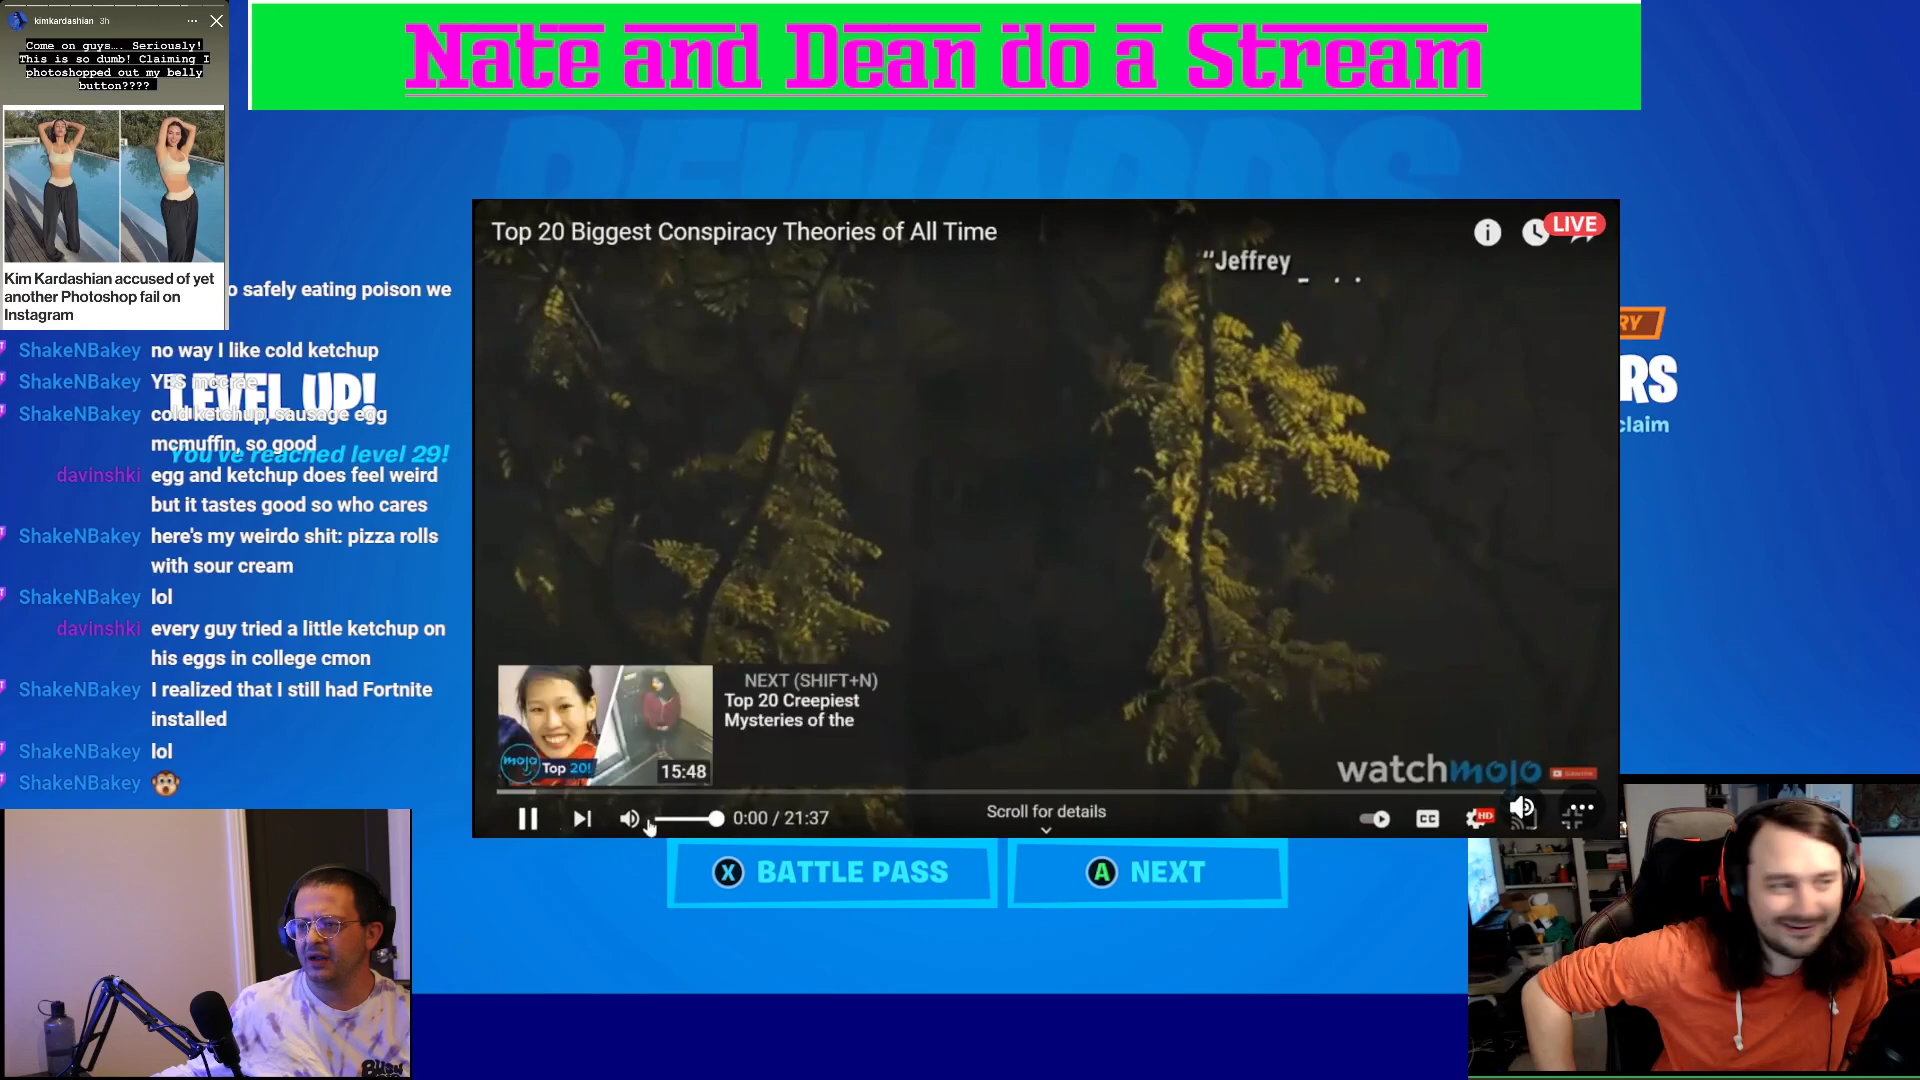 kimkardashian 3h
Come on guys…. Seriously!
This is so dumb! Claiming I
photoshopped out my belly
button????
Kim Kardashian accused of yet
another Photoshop fail on
Instagram
Nate and Dean do a Stream
REWARDS
Top 20 Biggest Conspiracy Theories of All Time
LIVE
“Jeffrey
o safely eating poison we
ShakeNBakey no way I like cold ketchup
ShakeNBakey YES mccrae
LEVEL UP!
ShakeNBakey cold ketchup, sausage egg
mcmuffin, so good
You've reached level 29!
davinshki egg and ketchup does feel weird
but it tastes good so who cares
ShakeNBakey here's my weirdo shit: pizza rolls
with sour cream
ShakeNBakey lol
davinshki every guy tried a little ketchup on
his eggs in college cmon
ShakeNBakey I realized that I still had Fortnite
installed
ShakeNBakey lol
ShakeNBakey
RY
RS
claim
NEXT (SHIFT+N)
Top 20 Creepiest
Mysteries of the
mojo Top 20!
15:48
watchmojo
SUBSCRIBE
0:00 / 21:37
Scroll for details
CC
HD
X BATTLE PASS
A NEXT